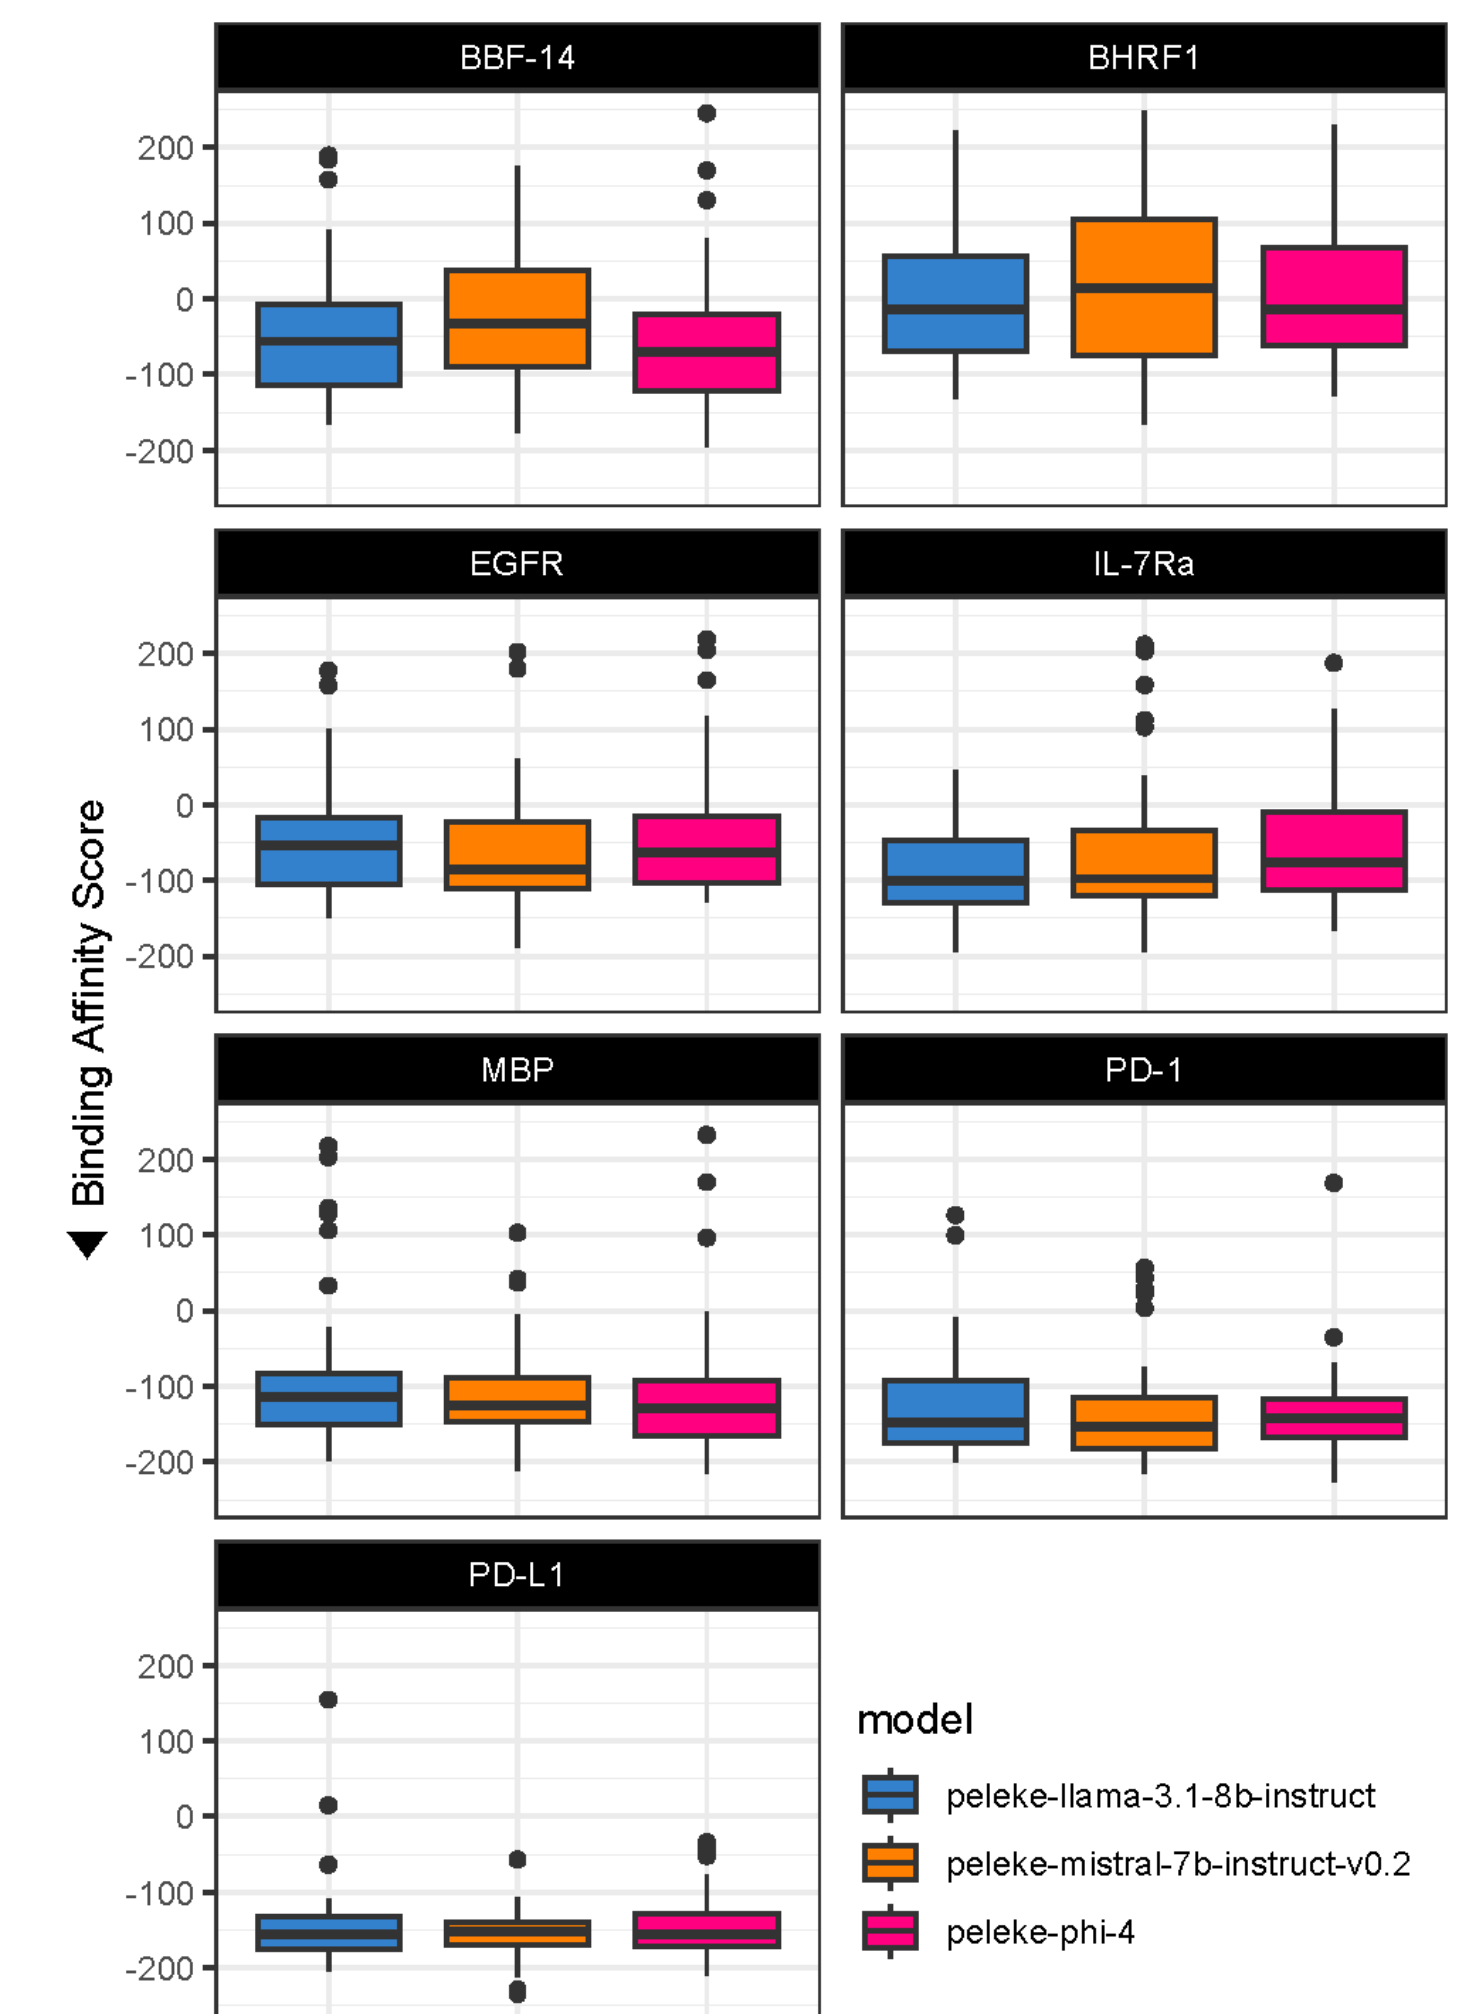 BBF-14
BHRF1
200
100
0
-100
-200
EGFR
IL-7Ra
200
100
0
-100
-200
▼ Binding Affinity Score
MBP
PD-1
200
100
0
-100
-200
PD-L1
200
100
0
-100
-200
model
peleke-llama-3.1-8b-instruct
peleke-mistral-7b-instruct-v0.2
peleke-phi-4